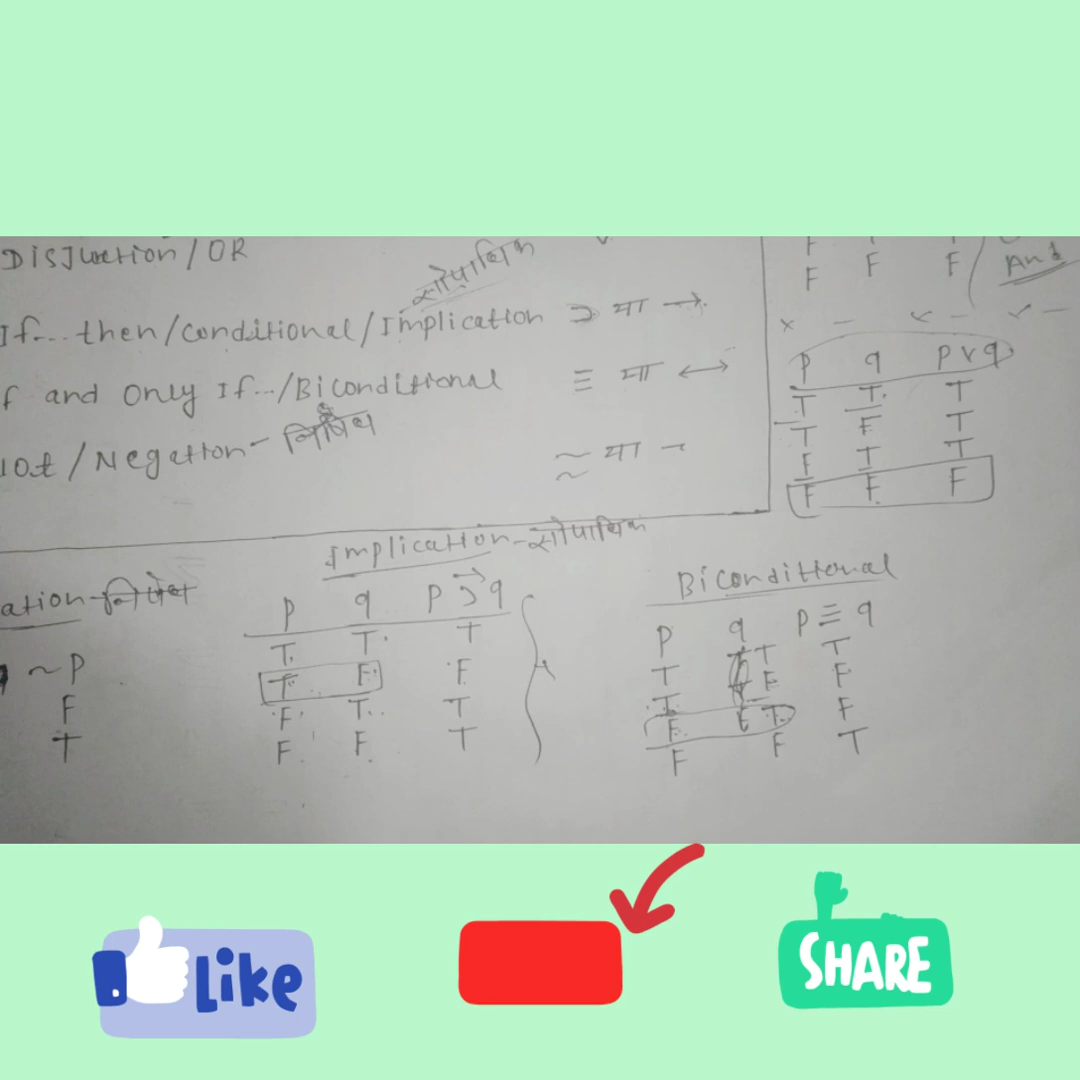 DISJUNCTION / OR
सोपाधिक
If... then/Conditional/Implication ⊃ या →
f and Only If.../Biconditional ≡ या ↔
Not / Negation - निषेध ~ या ¬
F F F And
p q p v q
T T T
T F T
F T T
F F F
Implication - सोपाधिक
ation - निषेध
~P
F
T
p q p ⊃ q
T T T
T F F
F T T
F F T
Biconditional
p q p ≡ q
T T T
T F F
F T F
F F T
Like
SHARE